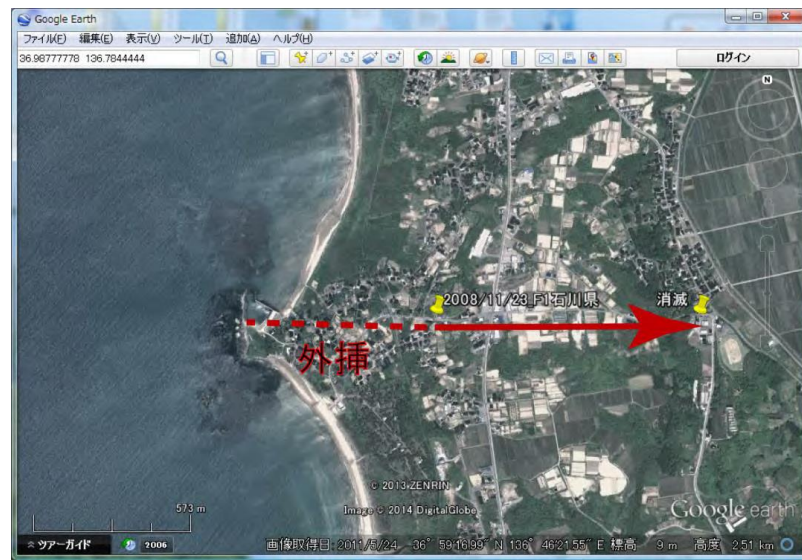 Google Earth
ファイル(F) 編集(E) 表示(V) ツール(T) 追加(A) ヘルプ(H)
36.98777778 136.7844444
ログイン
N
2008/11/23 F1石川県
消滅
外挿
© 2013 ZENRIN
Image © 2014 DigitalGlobe
573 m
Google earth
ツアーガイド
2006
画像取得日: 2011/5/24 36° 59'16.99" N 136° 46'21.55" E 標高 9 m 高度 2.51 km